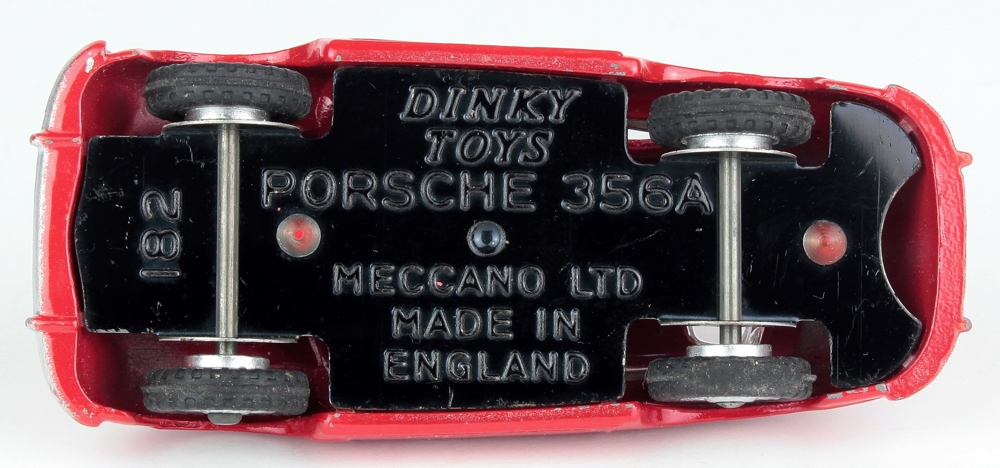 DINKY
TOYS
PORSCHE 356A
182
MECCANO LTD
MADE IN
ENGLAND